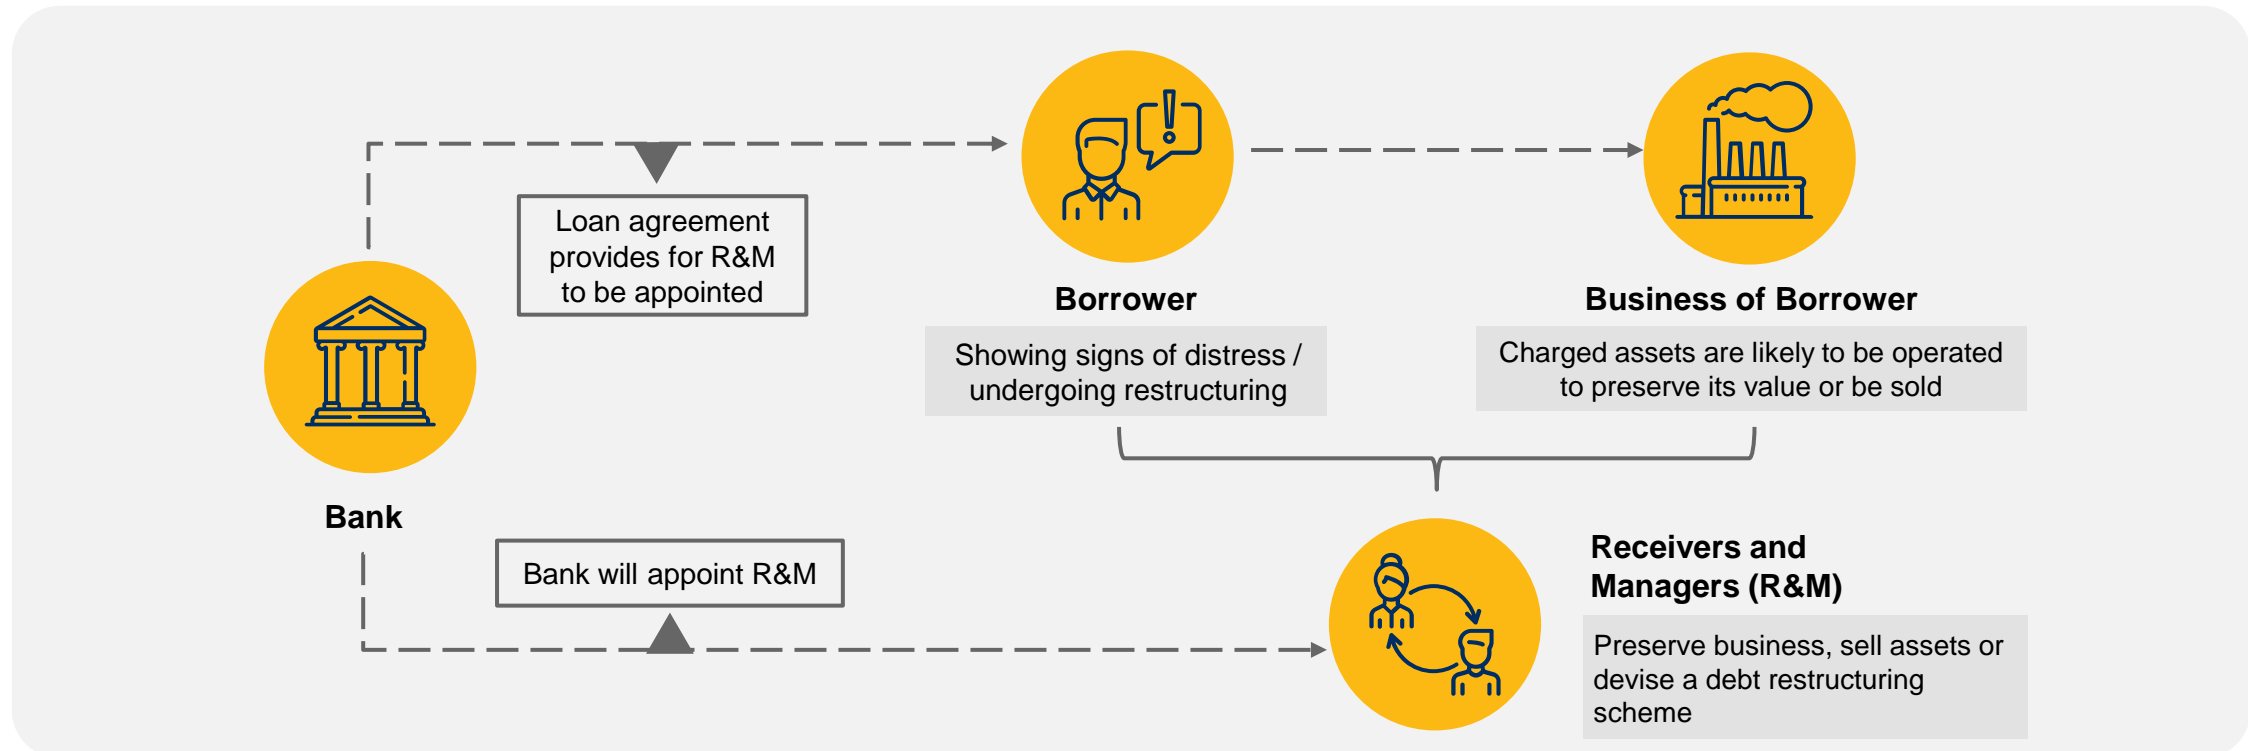 Loan agreement
provides for R&M
to be appointed
Borrower
Showing signs of distress /
undergoing restructuring
Business of Borrower
Charged assets are likely to be operated
to preserve its value or be sold
Bank
Bank will appoint R&M
Receivers and
Managers (R&M)
Preserve business, sell assets or
devise a debt restructuring
scheme